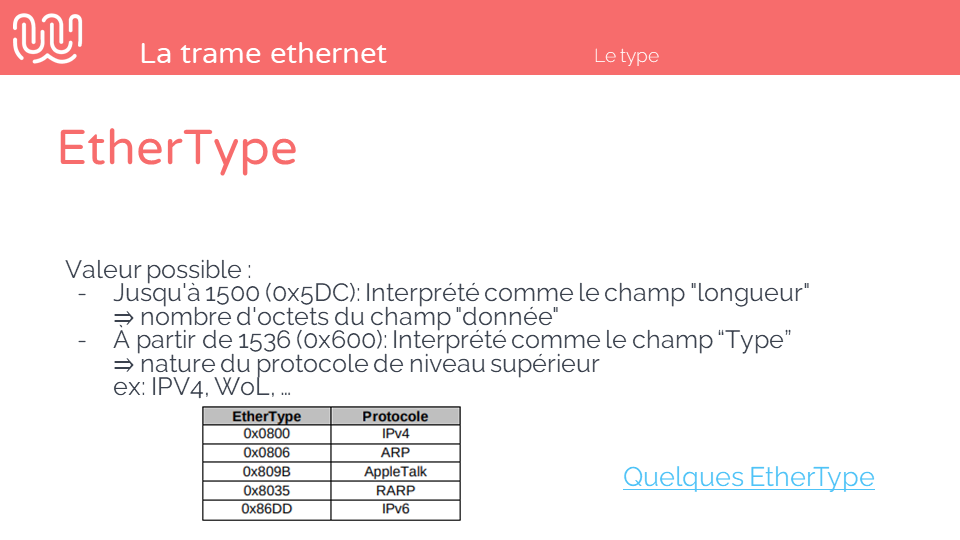 La trame ethernet Le type
EtherType
Valeur possible :
- Jusqu'à 1500 (0x5DC): Interprété comme le champ "longueur"
⇒ nombre d'octets du champ "donnée"
- À partir de 1536 (0x600): Interprété comme le champ “Type”
⇒ nature du protocole de niveau supérieur
ex: IPV4, WoL, ...
EtherType Protocole
0x0800 IPv4
0x0806 ARP
0x809B AppleTalk
0x8035 RARP
0x86DD IPv6
Quelques EtherType